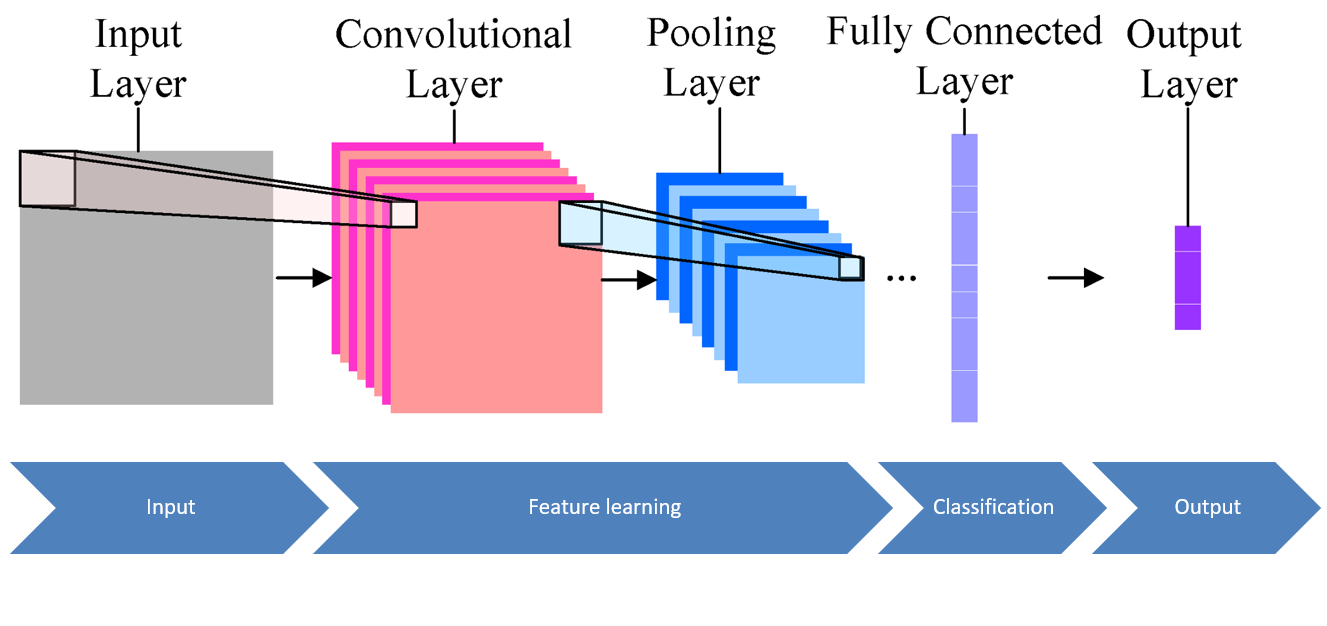 Input
Layer
Convolutional
Layer
Pooling
Layer
Fully Connected
Layer
Output
Layer
...
Input
Feature learning
Classification
Output